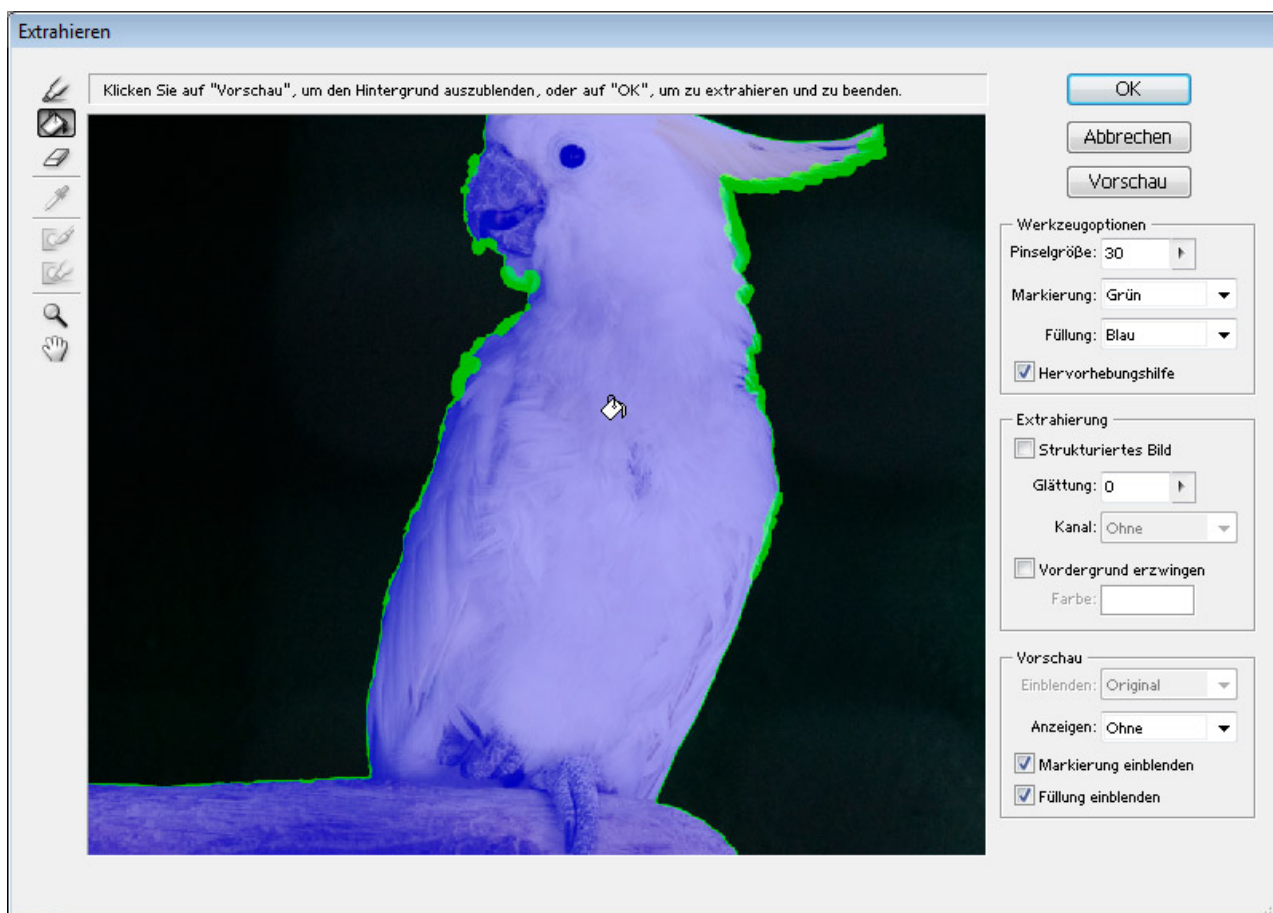 Extrahieren
Klicken Sie auf "Vorschau", um den Hintergrund auszublenden, oder auf "OK", um zu extrahieren und zu beenden.
OK
Abbrechen
Vorschau
Werkzeugoptionen
Pinselgröße: 30
Markierung: Grün
Füllung: Blau
Hervorhebungshilfe
Extrahierung
Strukturiertes Bild
Glättung: 0
Kanal: Ohne
Vordergrund erzwingen
Farbe:
Vorschau
Einblenden: Original
Anzeigen: Ohne
Markierung einblenden
Füllung einblenden